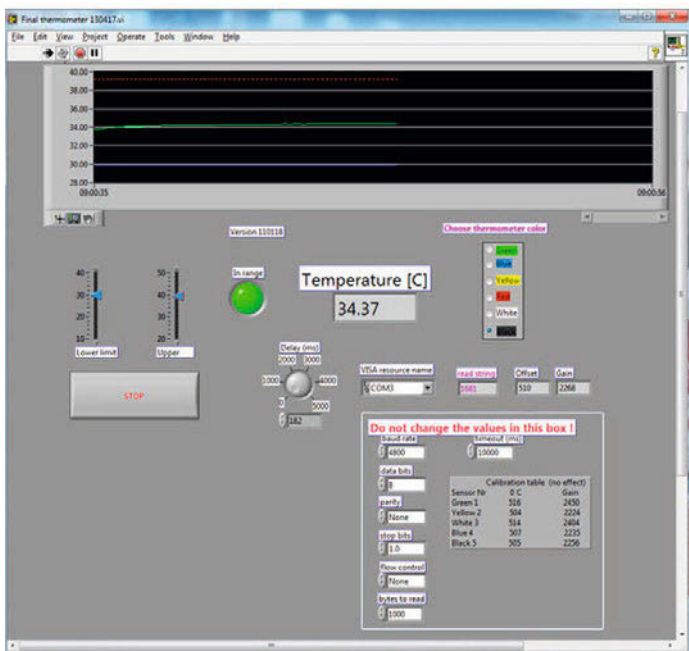 Final thermometer 130417.vi
File Edit View Project Operate Tools Window Help
40.00
38.00
36.00
34.00
32.00
30.00
28.00
09:00:35 09:00:56
Version 110118
Choose thermometer color
Green
Blue
Yellow
Red
White
Black
In range
Temperature [C]
34.37
40
30
20
10
Lower limit
50
40
30
20
Upper
STOP
Delay (ms)
2000 3000
1000 4000
0 5000
182
VISA resource name
COM3
read string
1681
Offset
510
Gain
2268
Do not change the values in this box !
baud rate
4800
timeout (ms)
10000
data bits
8
parity
None
stop bits
1.0
flow control
None
bytes to read
1000
Calibration table (no effect)
Sensor Nr 0 C Gain
Green 1 516 2450
Yellow 2 504 2224
White 3 514 2404
Blue 4 507 2235
Black 5 505 2256